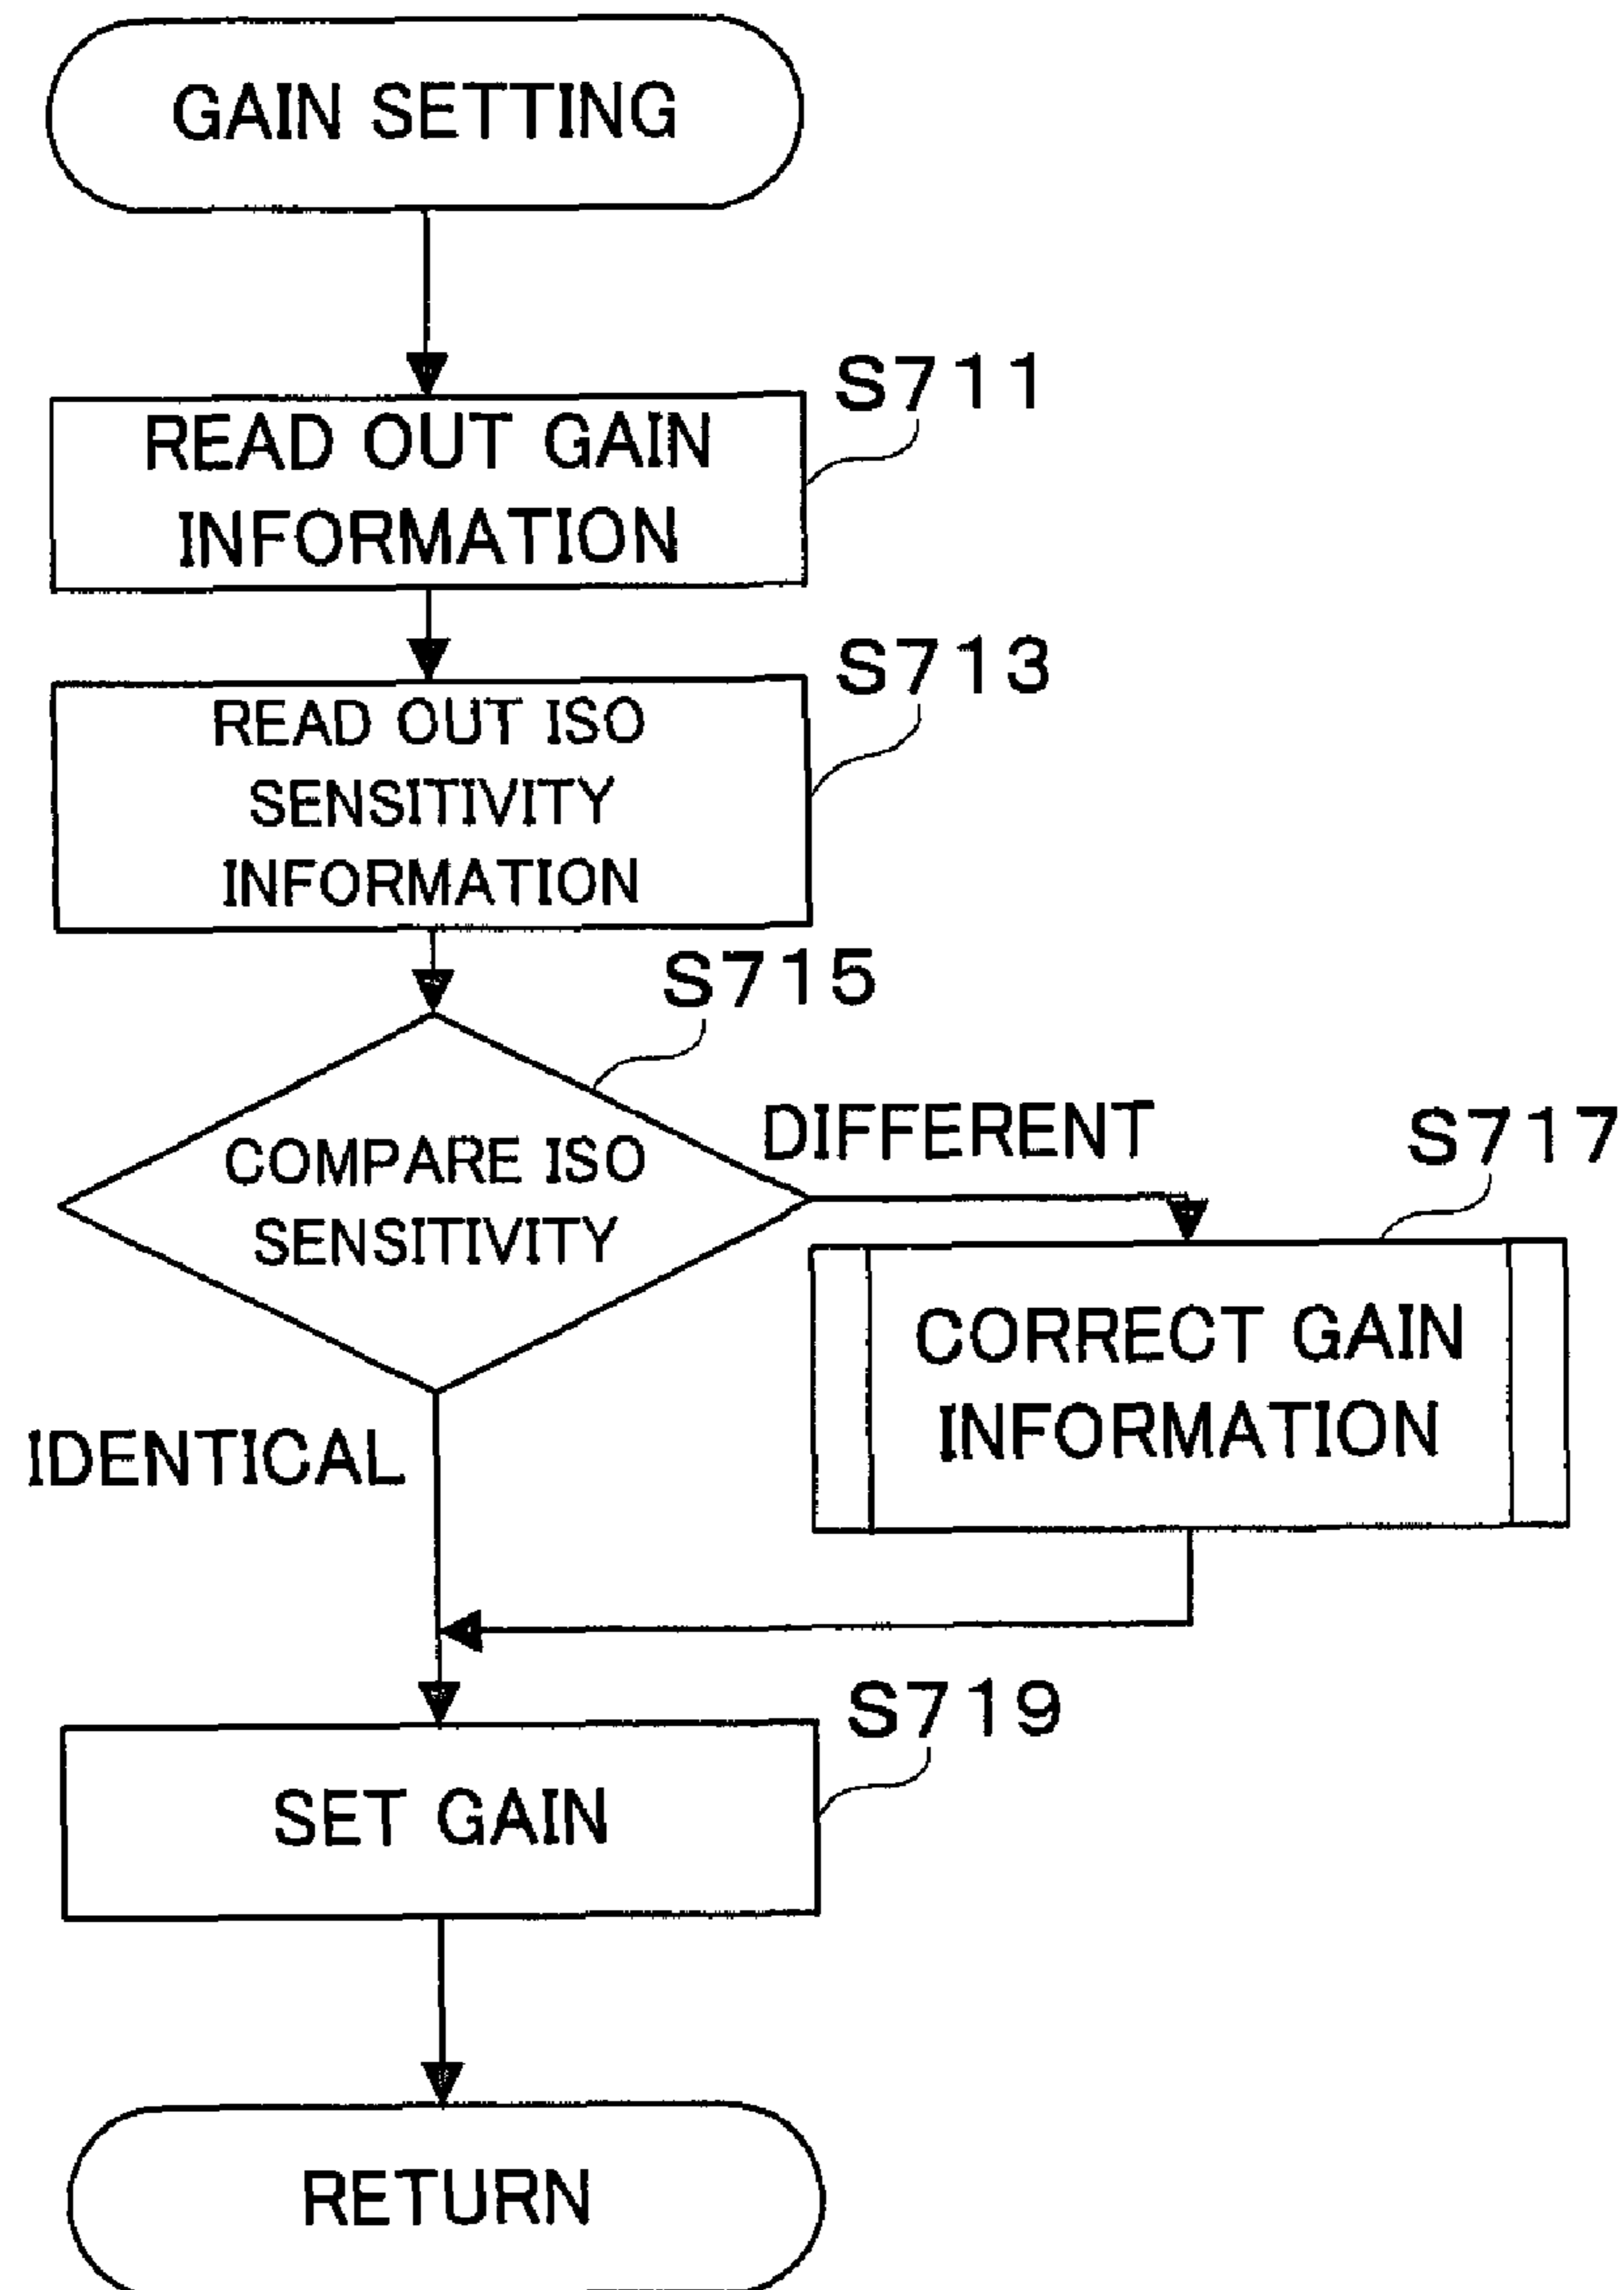 GAIN SETTING
S711
READ OUT GAIN
INFORMATION
S713
READ OUT ISO
SENSITIVITY
INFORMATION
S715
COMPARE ISO
SENSITIVITY
DIFFERENT
S717
CORRECT GAIN
INFORMATION
IDENTICAL
S719
SET GAIN
RETURN